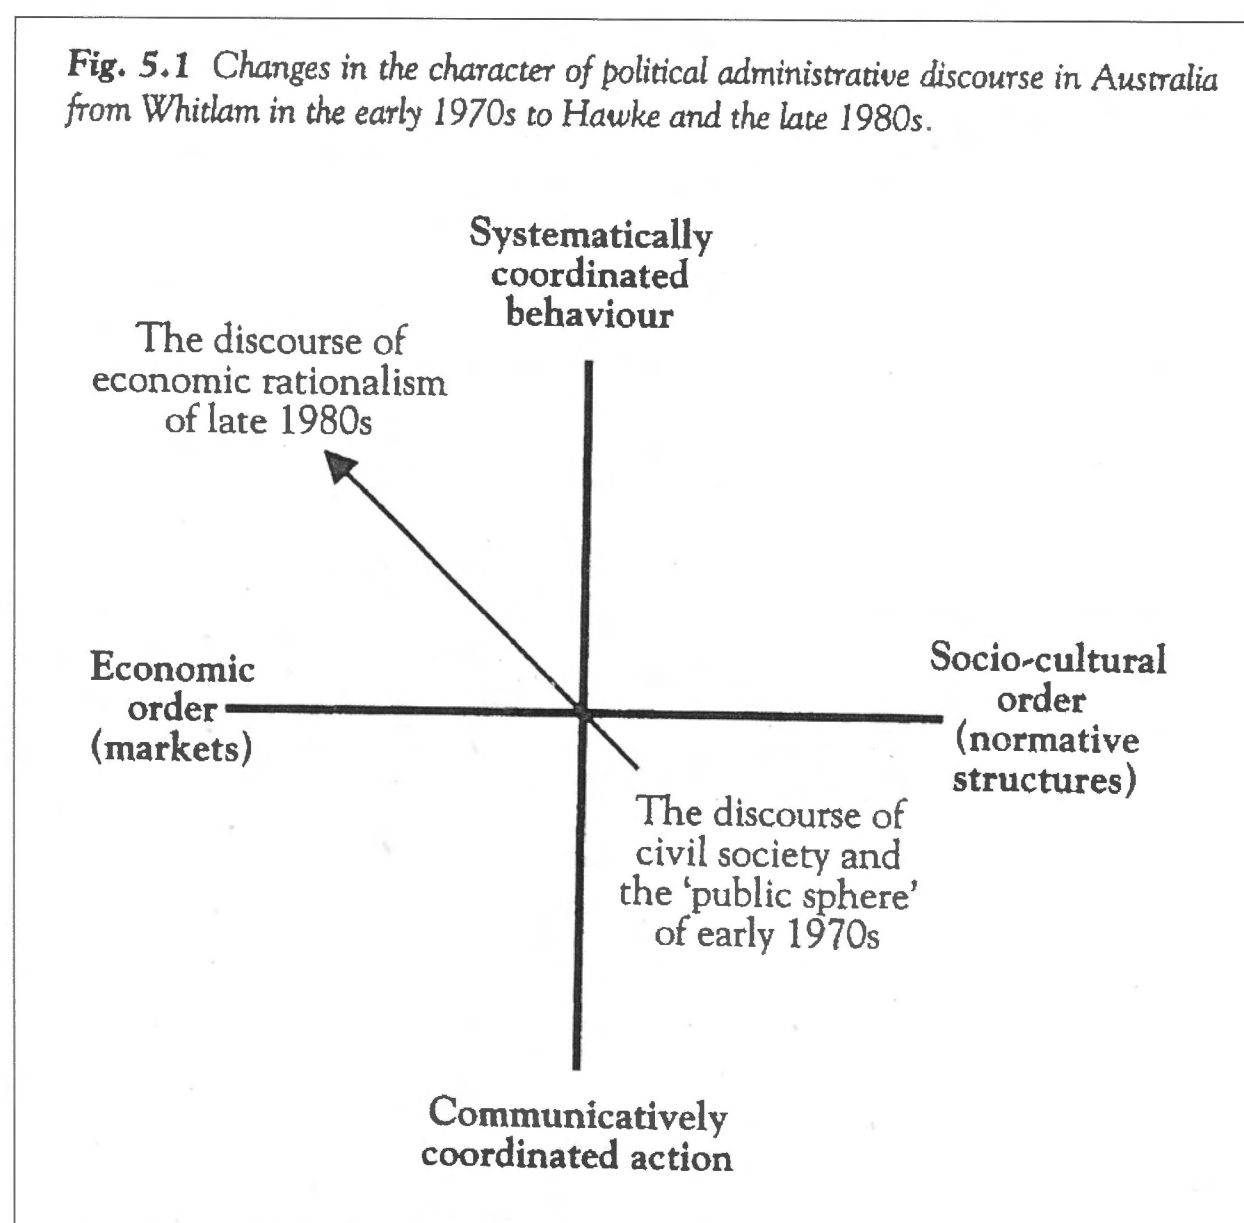 Fig. 5.1 Changes in the character of political administrative discourse in Australia
from Whitlam in the early 1970s to Hawke and the late 1980s.
Systematically
coordinated
behaviour
The discourse of
economic rationalism
of late 1980s
Economic
order
(markets)
Socio-cultural
order
(normative
structures)
The discourse of
civil society and
the ‘public sphere’
of early 1970s
Communicatively
coordinated action